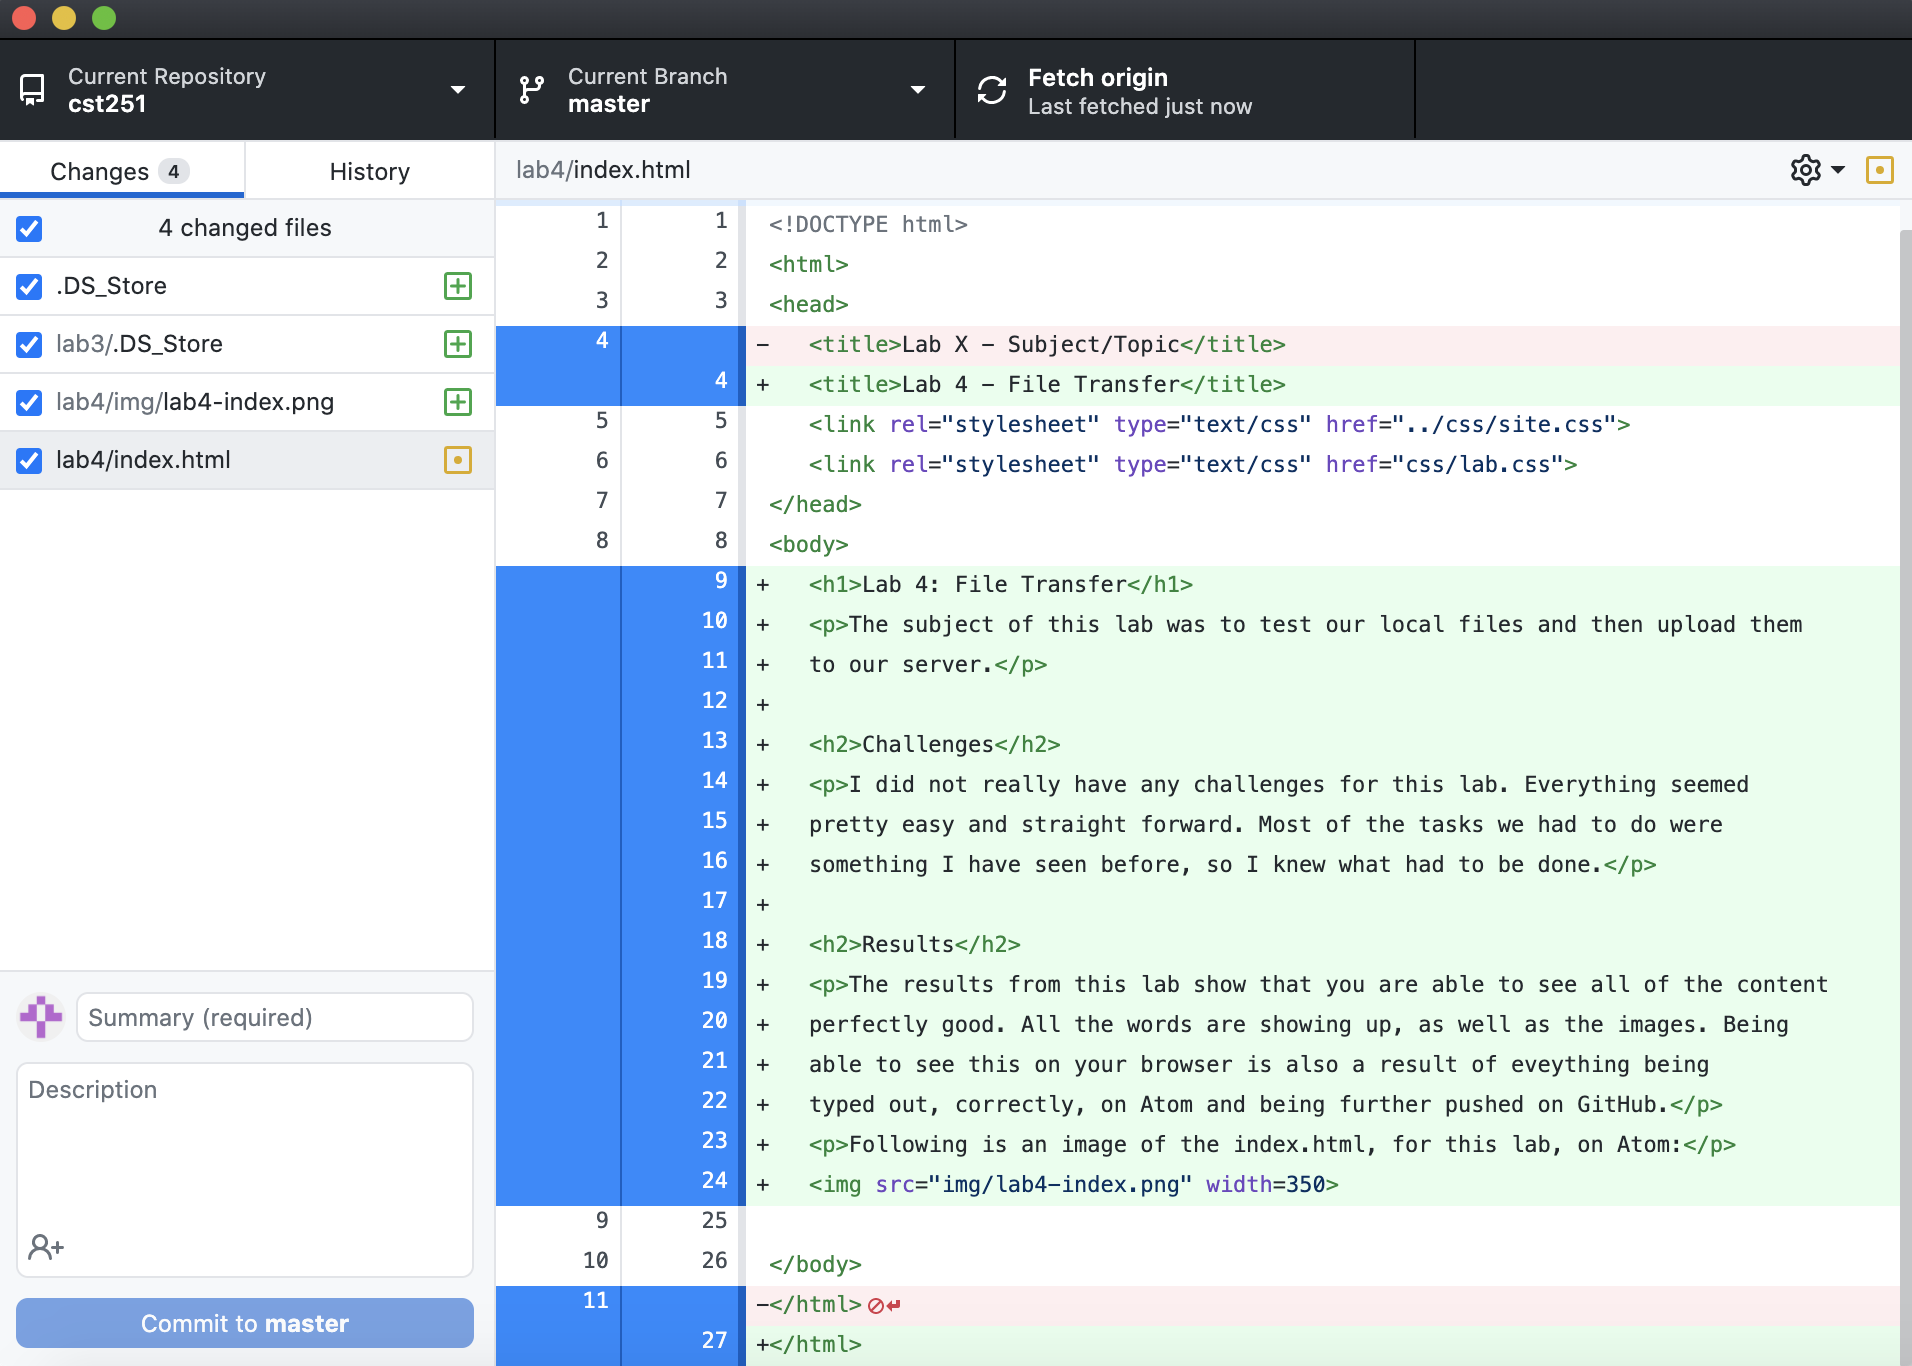 Current Repository
cst251
Current Branch
master
Fetch origin
Last fetched just now
Changes 4
History
4 changed files
.DS_Store
lab3/.DS_Store
lab4/img/lab4-index.png
lab4/index.html
Summary (required)
Description
Commit to master
lab4/index.html
1 1 <!DOCTYPE html>
2 2 <html>
3 3 <head>
4 − <title>Lab X - Subject/Topic</title>
4 + <title>Lab 4 - File Transfer</title>
5 5 <link rel="stylesheet" type="text/css" href="../css/site.css">
6 6 <link rel="stylesheet" type="text/css" href="css/lab.css">
7 7 </head>
8 8 <body>
9 + <h1>Lab 4: File Transfer</h1>
10 + <p>The subject of this lab was to test our local files and then upload them
11 + to our server.</p>
12 +
13 + <h2>Challenges</h2>
14 + <p>I did not really have any challenges for this lab. Everything seemed
15 + pretty easy and straight forward. Most of the tasks we had to do were
16 + something I have seen before, so I knew what had to be done.</p>
17 +
18 + <h2>Results</h2>
19 + <p>The results from this lab show that you are able to see all of the content
20 + perfectly good. All the words are showing up, as well as the images. Being
21 + able to see this on your browser is also a result of eveything being
22 + typed out, correctly, on Atom and being further pushed on GitHub.</p>
23 + <p>Following is an image of the index.html, for this lab, on Atom:</p>
24 + <img src="img/lab4-index.png" width=350>
9 25
10 26 </body>
11 −</html>
27 +</html>